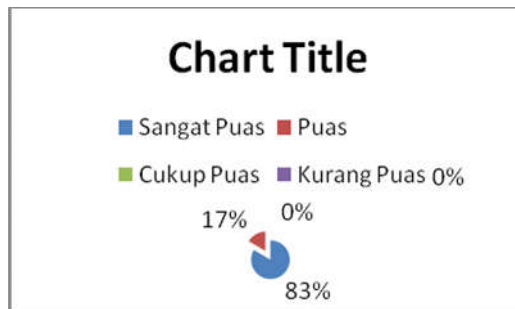 Chart Title
Sangat Puas Puas
Cukup Puas Kurang Puas 0%
17% 0%
83%